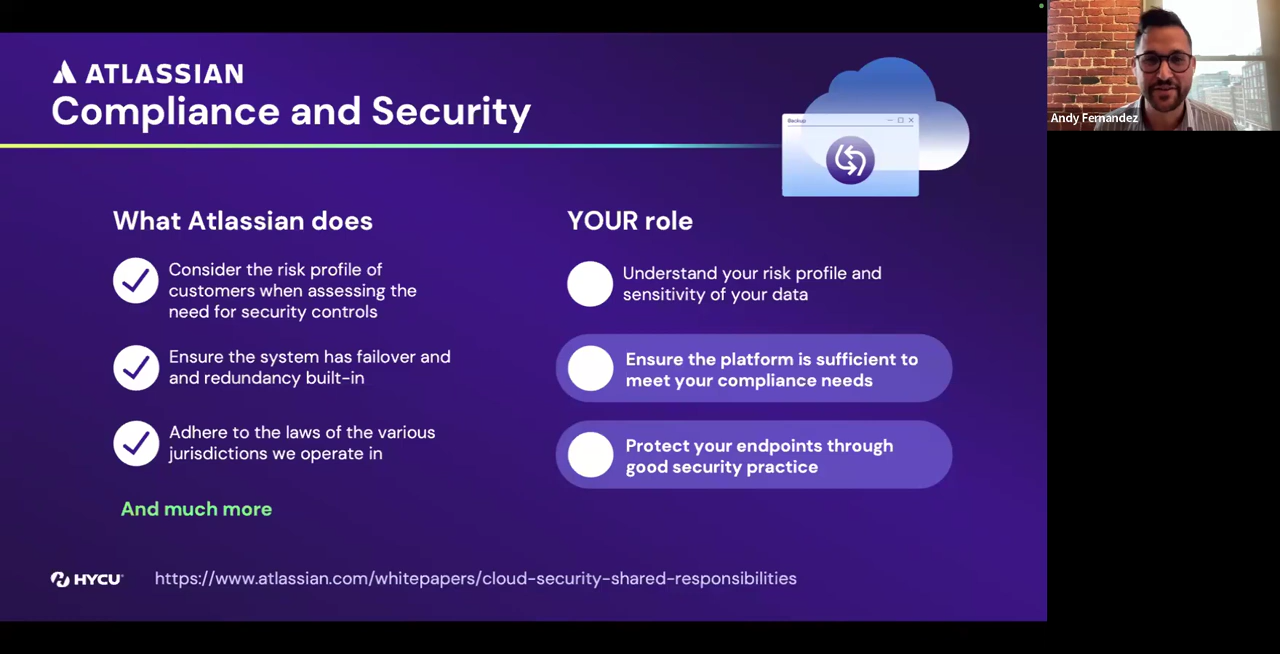 ATLASSIAN
Compliance and Security
Backup
Andy Fernandez
What Atlassian does
Consider the risk profile of
customers when assessing the
need for security controls
Ensure the system has failover and
and redundancy built-in
Adhere to the laws of the various
jurisdictions we operate in
And much more
YOUR role
Understand your risk profile and
sensitivity of your data
Ensure the platform is sufficient to
meet your compliance needs
Protect your endpoints through
good security practice
HYCU
https://www.atlassian.com/whitepapers/cloud-security-shared-responsibilities